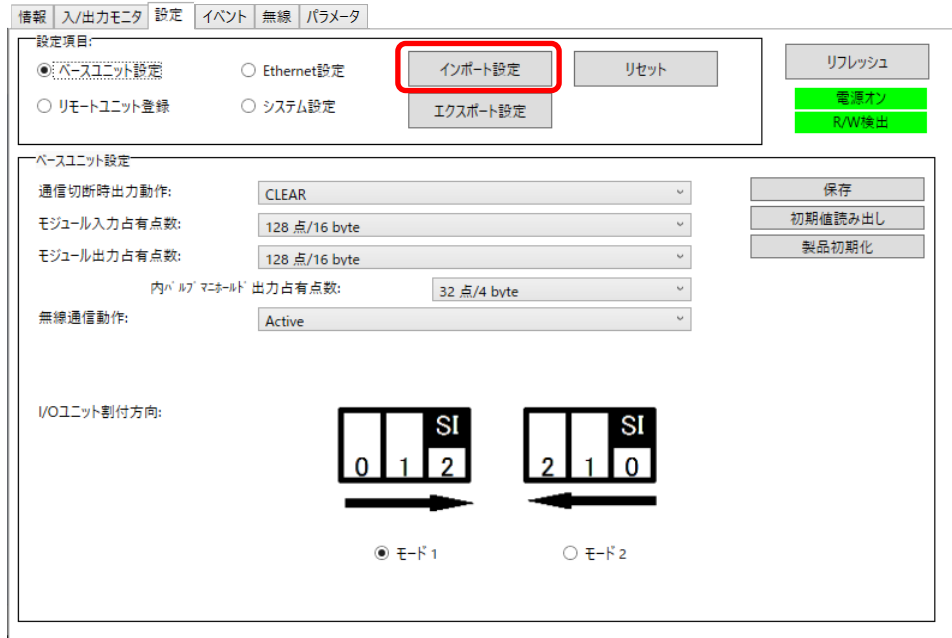 情報 入/出力モニタ 設定 イベント 無線 パラメータ
設定項目:
ベースユニット設定 Ethernet設定 インポート設定 リセット リフレッシュ
リモートユニット登録 システム設定 エクスポート設定 電源オン
R/W検出
ベースユニット設定
通信切断時出力動作: CLEAR 保存
モジュール入力占有点数: 128 点/16 byte 初期値読み出し
モジュール出力占有点数: 128 点/16 byte 製品初期化
内バルブマニホールド出力占有点数: 32 点/4 byte
無線通信動作: Active
I/Oユニット割付方向:
SI SI
0 1 2 2 1 0
モード 1 モード 2